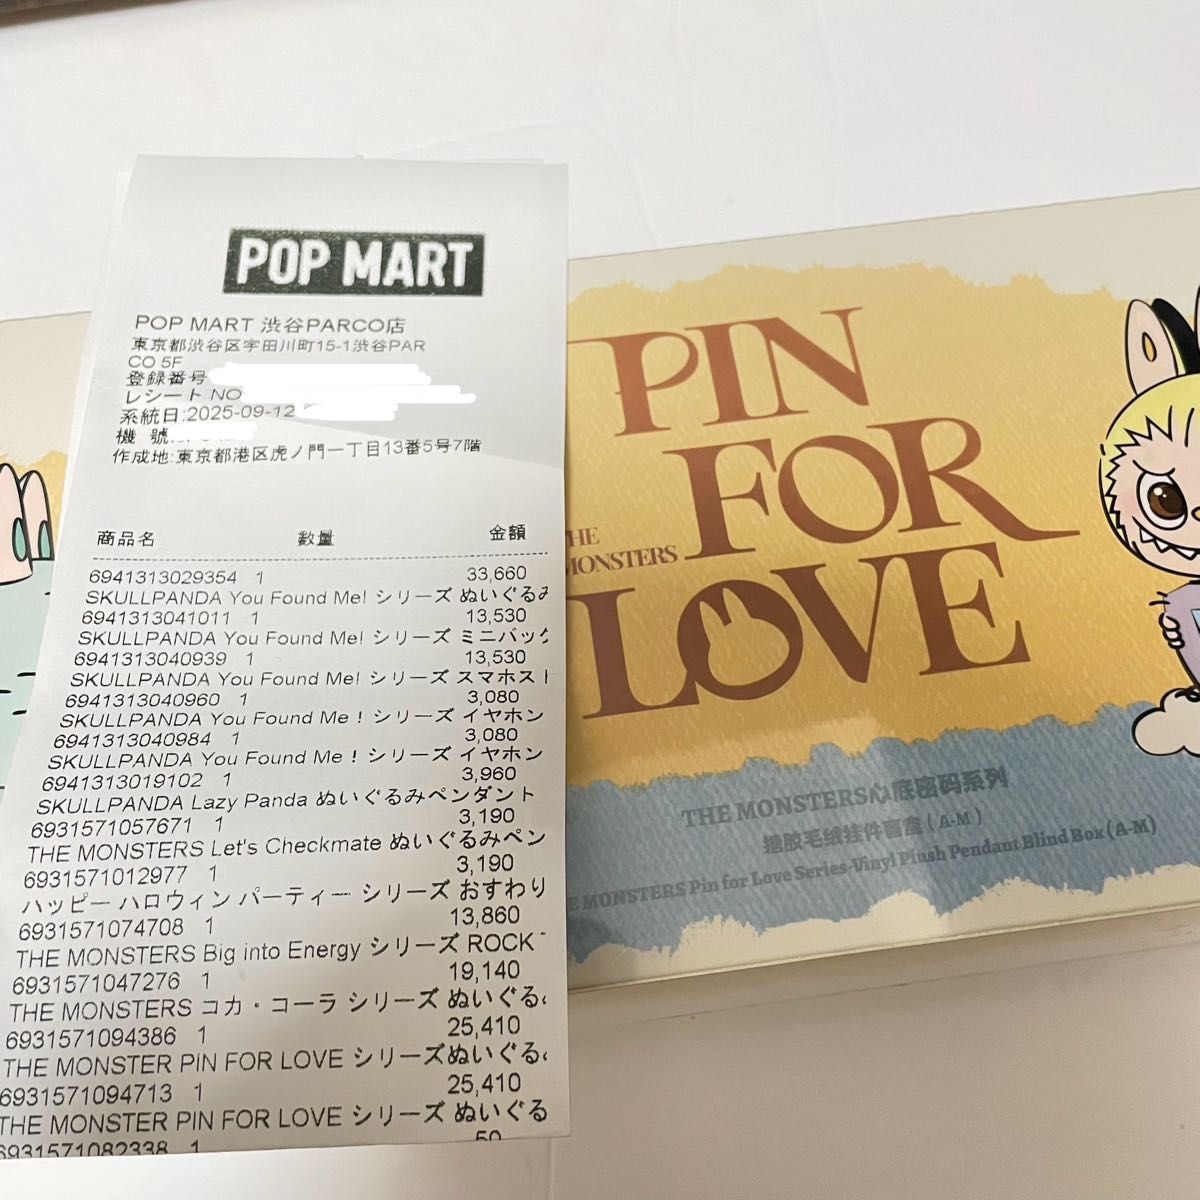 POP MART
POP MART 渋谷PARCO店
東京都渋谷区宇田川町15-1渋谷PAR
CO 5F
登録番号
レシートNO
系統日:2025-09-12
機 號:
作成地:東京都港区虎ノ門一丁目13番5号7階
商品名 数量 金額
6941313029354 1 33,660
SKULLPANDA You Found Me! シリーズ ぬいぐるみ
6941313041011 1 13,530
SKULLPANDA You Found Me! シリーズ ミニバック
6941313040939 1 13,530
SKULLPANDA You Found Me! シリーズ スマホスト
6941313040960 1 3,080
SKULLPANDA You Found Me ! シリーズ イヤホン
6941313040984 1 3,080
SKULLPANDA You Found Me ! シリーズ イヤホン
6941313019102 1 3,960
SKULLPANDA Lazy Panda ぬいぐるみペンダント
6931571057671 1 3,190
THE MONSTERS Let's Checkmate ぬいぐるみペン
6931571012977 1 3,190
ハッピー ハロウィン パーティー シリーズ おすわり
6931571074708 1 13,860
THE MONSTERS Big into Energy シリーズ ROCK
6931571047276 1 19,140
THE MONSTERS コカ・コーラ シリーズ ぬいぐる
6931571094386 1 25,410
THE MONSTER PIN FOR LOVE シリーズぬいぐる
6931571094713 1 25,410
THE MONSTER PIN FOR LOVE シリーズ ぬいぐる
6931571082338 1 50
PIN
FOR
THE
MONSTERS
LOVE
THE MONSTERS心底密码系列
搪胶毛绒挂件盲盒(A-M)
THE MONSTERS Pin for Love Series-Vinyl Plush Pendant Blind Box(A-M)